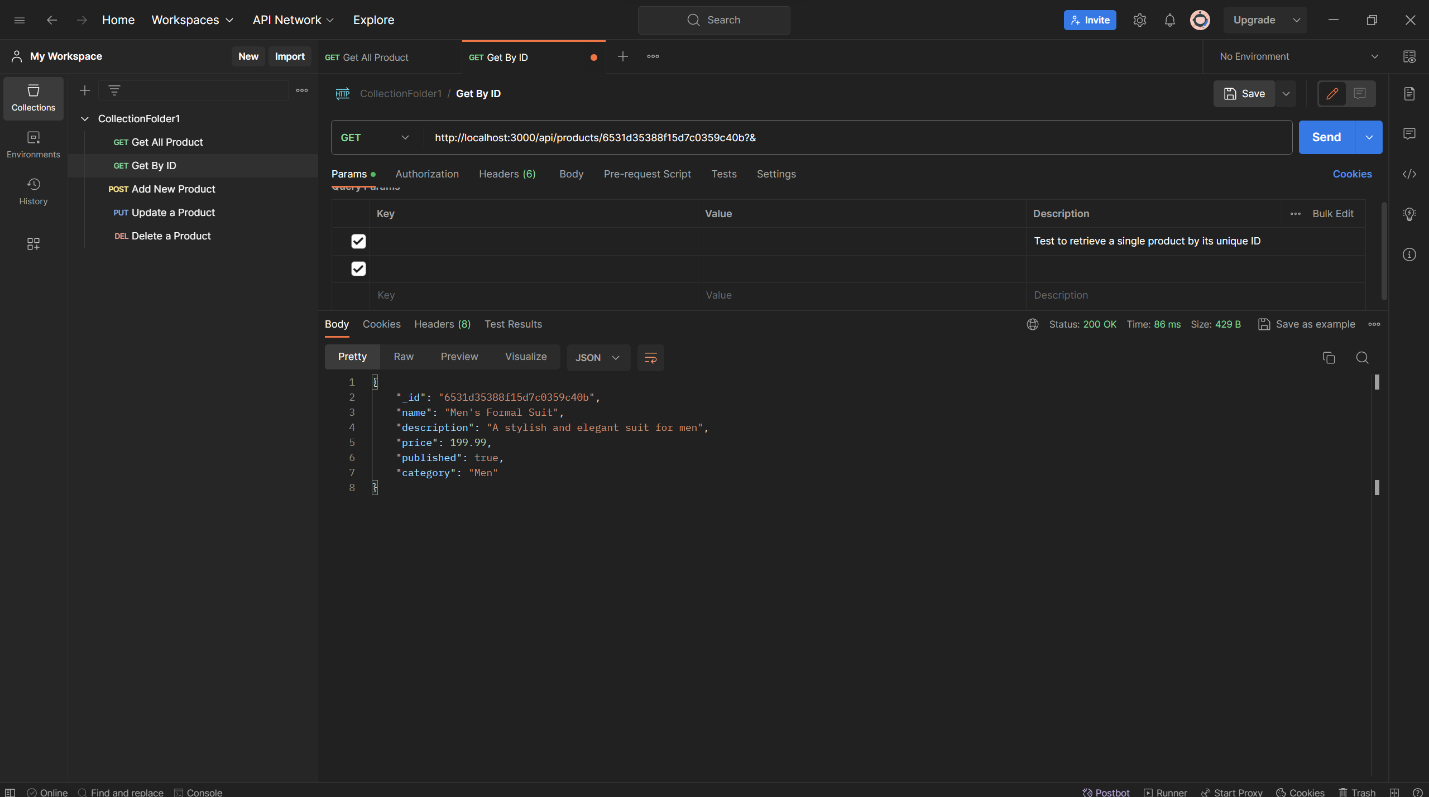 Home Workspaces API Network Explore Search Invite Upgrade
My Workspace New Import GET Get All Product GET Get By ID No Environment
Collections
Environments
History
CollectionFolder1
GET Get All Product
GET Get By ID
POST Add New Product
PUT Update a Product
DEL Delete a Product
HTTP CollectionFolder1 / Get By ID Save
GET http://localhost:3000/api/products/6531d35388f15d7c0359c40b?& Send
Params Authorization Headers (6) Body Pre-request Script Tests Settings Cookies
Query Params
Key Value Description Bulk Edit
Test to retrieve a single product by its unique ID
Key Value Description
Body Cookies Headers (8) Test Results Status: 200 OK Time: 86 ms Size: 429 B Save as example
Pretty Raw Preview Visualize JSON
1 {
2 "_id": "6531d35388f15d7c0359c40b",
3 "name": "Men's Formal Suit",
4 "description": "A stylish and elegant suit for men",
5 "price": 199.99,
6 "published": true,
7 "category": "Men"
8 }
Online Find and replace Console Postbot Runner Start Proxy Cookies Trash